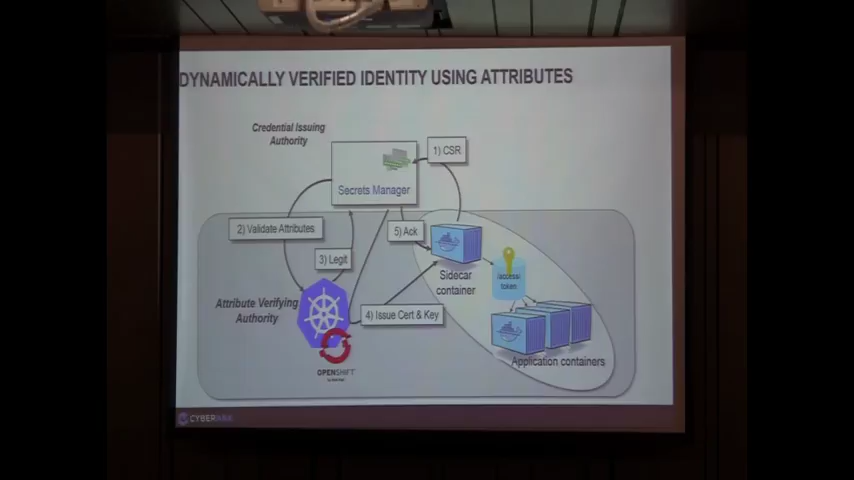 DYNAMICALLY VERIFIED IDENTITY USING ATTRIBUTES
Credential Issuing
Authority
1) CSR
Secrets Manager
2) Validate Attributes
5) Ack
3) Legit
Sidecar
container
/access/
token
Attribute Verifying
Authority
4) Issue Cert & Key
Application containers
OPENSHIFT
CYBERARK